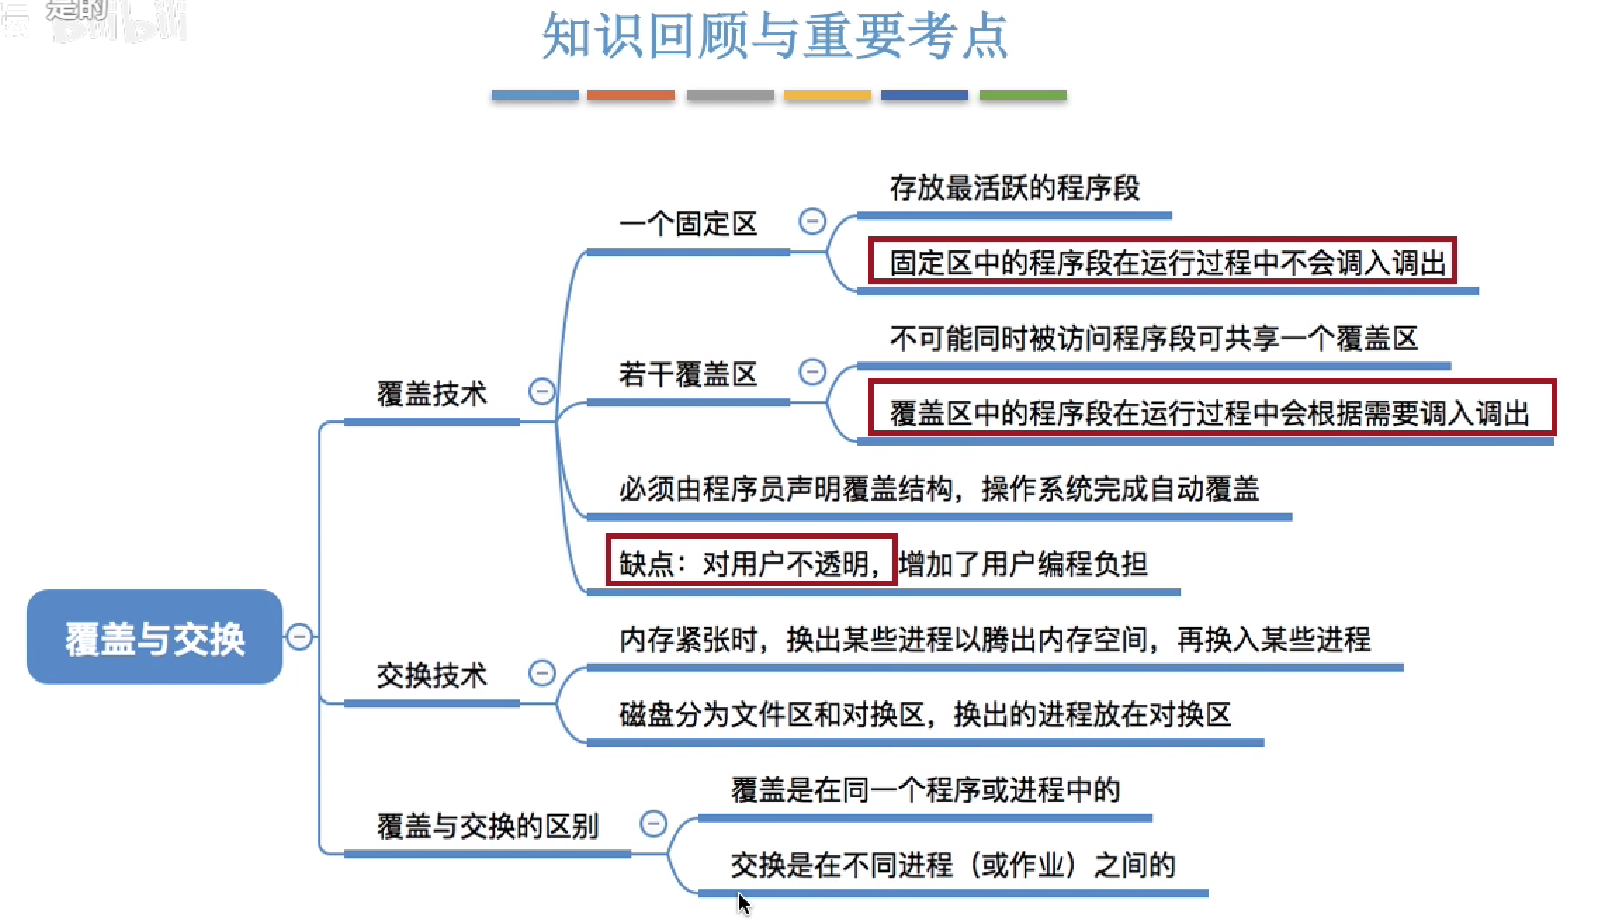 是的
bilibili
知识回顾与重要考点
存放最活跃的程序段
一个固定区
固定区中的程序段在运行过程中不会调入调出
不可能同时被访问程序段可共享一个覆盖区
若干覆盖区
覆盖技术
覆盖区中的程序段在运行过程中会根据需要调入调出
必须由程序员声明覆盖结构，操作系统完成自动覆盖
缺点：对用户不透明，增加了用户编程负担
覆盖与交换
内存紧张时，换出某些进程以腾出内存空间，再换入某些进程
交换技术
磁盘分为文件区和对换区，换出的进程放在对换区
覆盖是在同一个程序或进程中的
覆盖与交换的区别
交换是在不同进程（或作业）之间的